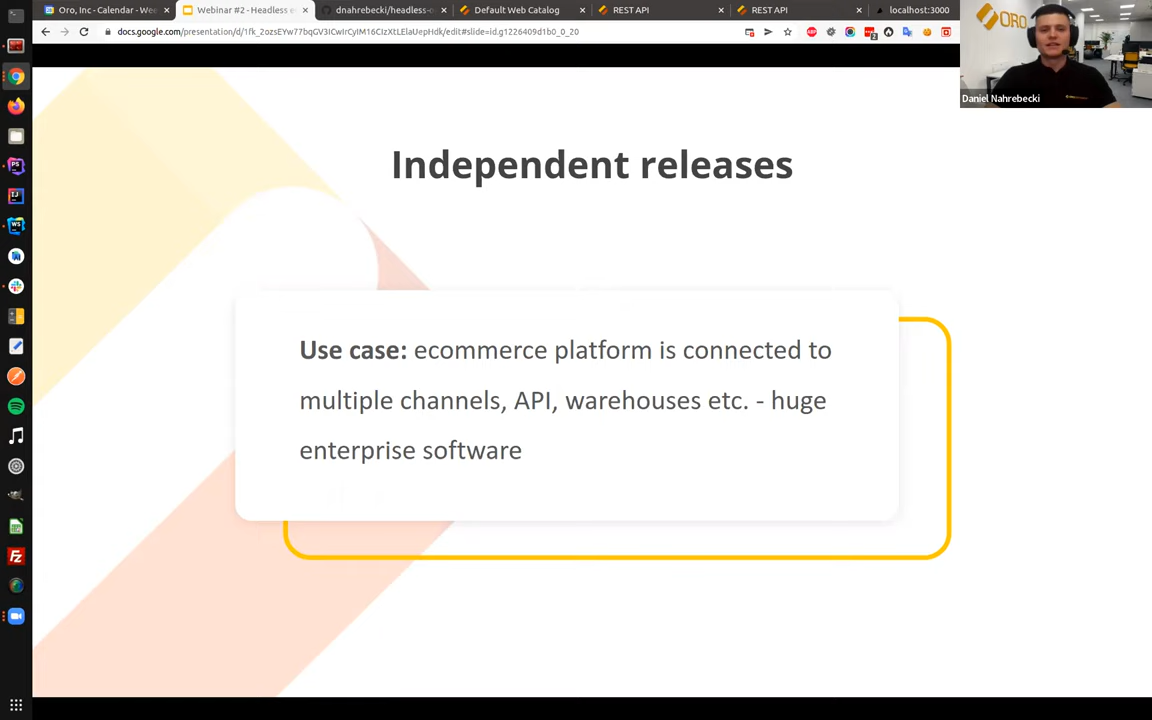 Oro, Inc - Calendar - Wee
Webinar #2 - Headless e
dnahrebecki/headless-o
Default Web Catalog
REST API
REST API
localhost:3000
docs.google.com/presentation/d/1fk_2ozsEYw77bqGV3ICwIrCyIM16CIzXtLElaUepHdk/edit#slide=id.g1226409d1b0_0_20
ORO
Daniel Nahrebecki
Independent releases
Use case: ecommerce platform is connected to
multiple channels, API, warehouses etc. - huge
enterprise software